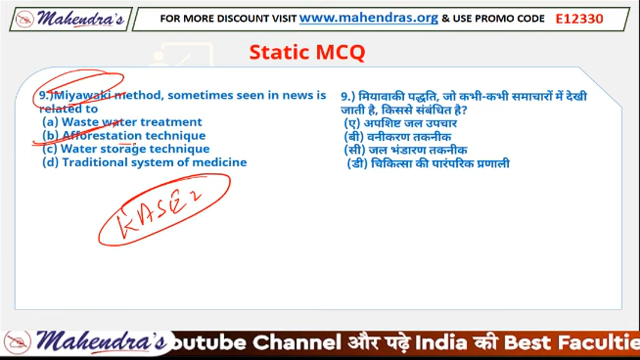 Mahendra's
FOR MORE DISCOUNT VISIT www.mahendras.org & USE PROMO CODE E12330
Static MCQ
9.)Miyawaki method, sometimes seen in news is
related to
(a) Waste water treatment
(b) Afforestation technique
(c) Water storage technique
(d) Traditional system of medicine
9.) मियावाकी पद्धति, जो कभी-कभी समाचारों में देखी
जाती है, किससे संबंधित है?
(ए) अपशिष्ट जल उपचार
(बी) वनीकरण तकनीक
(सी) जल भंडारण तकनीक
(डी) चिकित्सा की पारंपरिक प्रणाली
Mahendra's
outube Channel और पढ़े India की Best Faculties